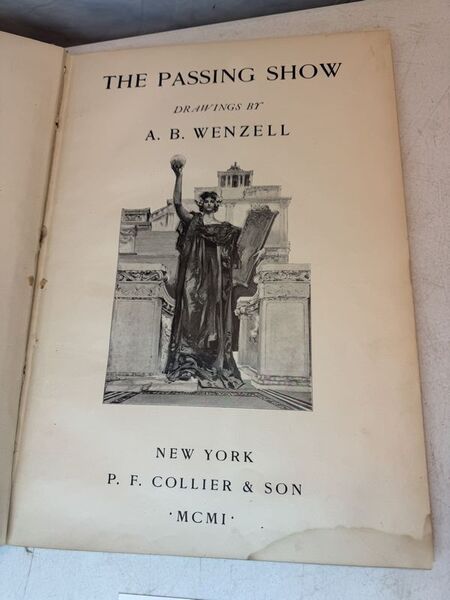 THE PASSING SHOW
DRAWINGS BY
A. B. WENZELL
NEW YORK
P. F. COLLIER & SON
·MCMI·